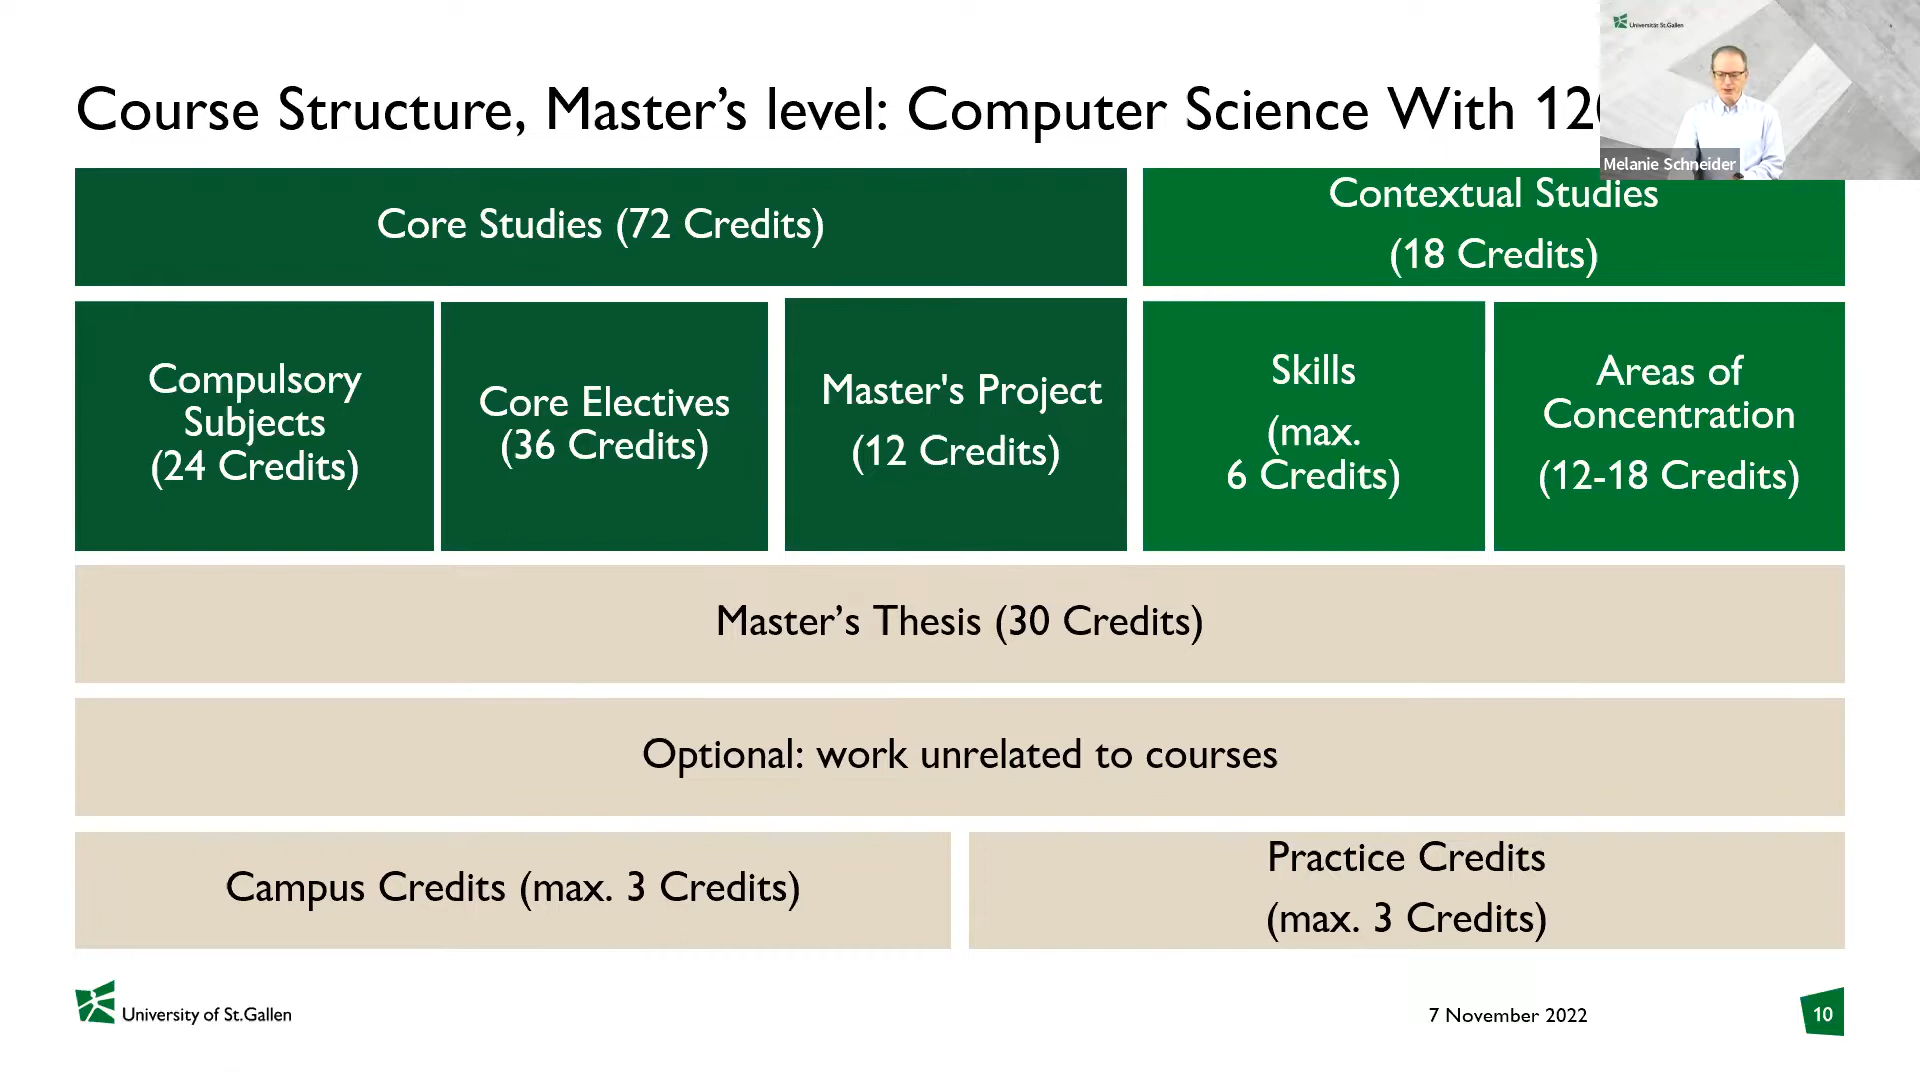 Universität St.Gallen
Course Structure, Master's level: Computer Science With
Melanie Schneider
Core Studies (72 Credits)
Contextual Studies
(18 Credits)
Compulsory
Subjects
(24 Credits)
Core Electives
(36 Credits)
Master's Project
(12 Credits)
Skills
(max.
6 Credits)
Areas of
Concentration
(12-18 Credits)
Master’s Thesis (30 Credits)
Optional: work unrelated to courses
Campus Credits (max. 3 Credits)
Practice Credits
(max. 3 Credits)
University of St.Gallen
7 November 2022
10